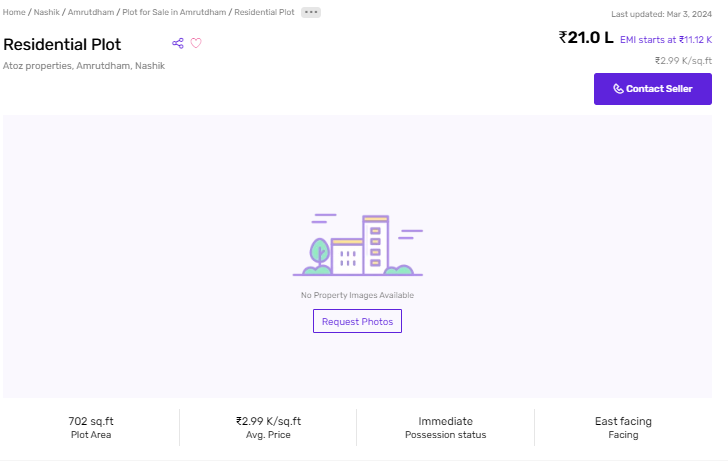 Home / Nashik / Amrutdham / Plot for Sale in Amrutdham / Residential Plot
Last updated: Mar 3, 2024
Residential Plot
₹21.0 L EMI starts at ₹11.12 K
Atoz properties, Amrutdham, Nashik
₹2.99 K/sq.ft
Contact Seller
No Property Images Available
Request Photos
702 sq.ft
Plot Area
₹2.99 K/sq.ft
Avg. Price
Immediate
Possession status
East facing
Facing